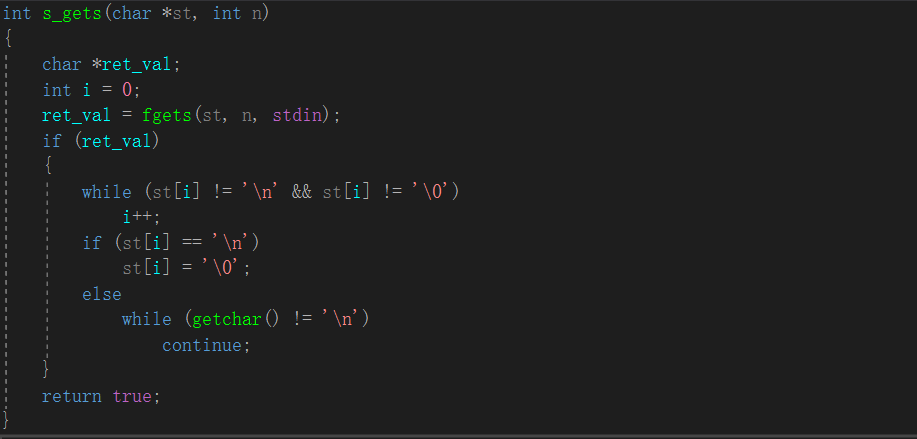 int s_gets(char *st, int n)
{
    char *ret_val;
    int i = 0;
    ret_val = fgets(st, n, stdin);
    if (ret_val)
    {
        while (st[i] != '\n' && st[i] != '\0')
            i++;
        if (st[i] == '\n')
            st[i] = '\0';
        else
            while (getchar() != '\n')
                continue;
    }
    return true;
}